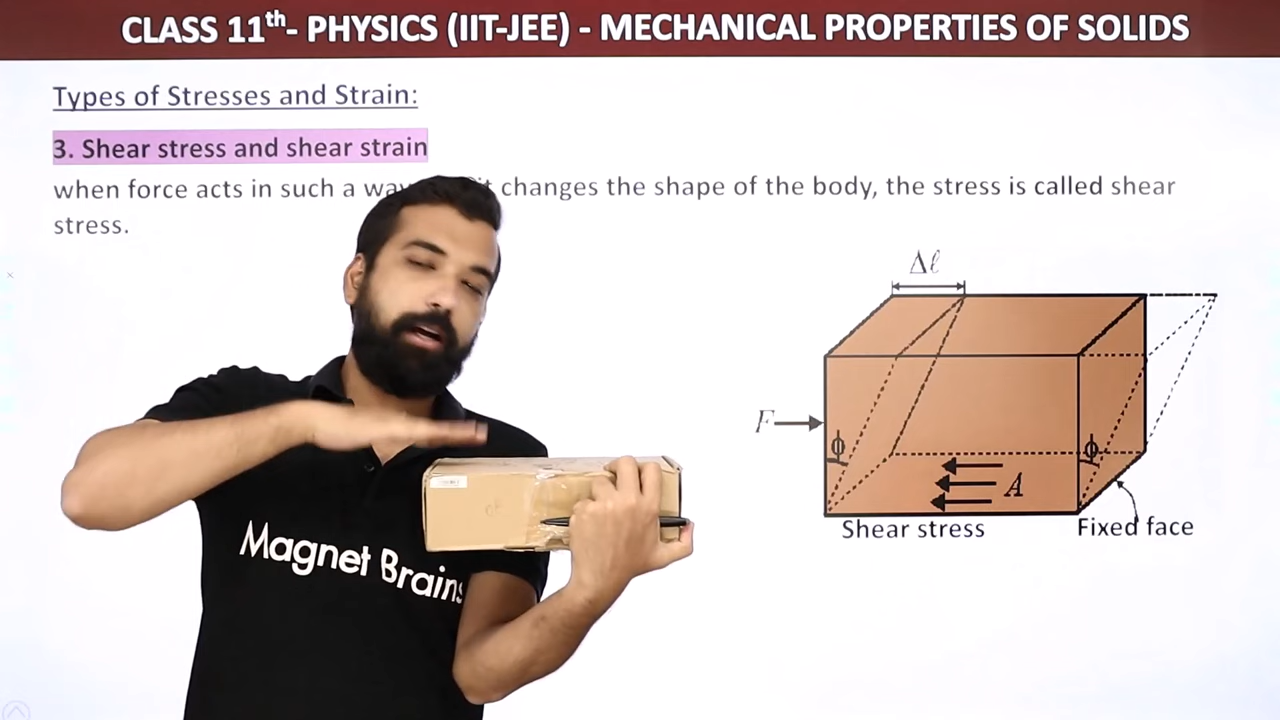 CLASS 11th- PHYSICS (IIT-JEE) - MECHANICAL PROPERTIES OF SOLIDS
Types of Stresses and Strain:
3. Shear stress and shear strain
when force acts in such a way changes the shape of the body, the stress is called shear
stress.
Δℓ
F
ϕ
ϕ
A
Shear stress
Fixed face
Magnet Brains